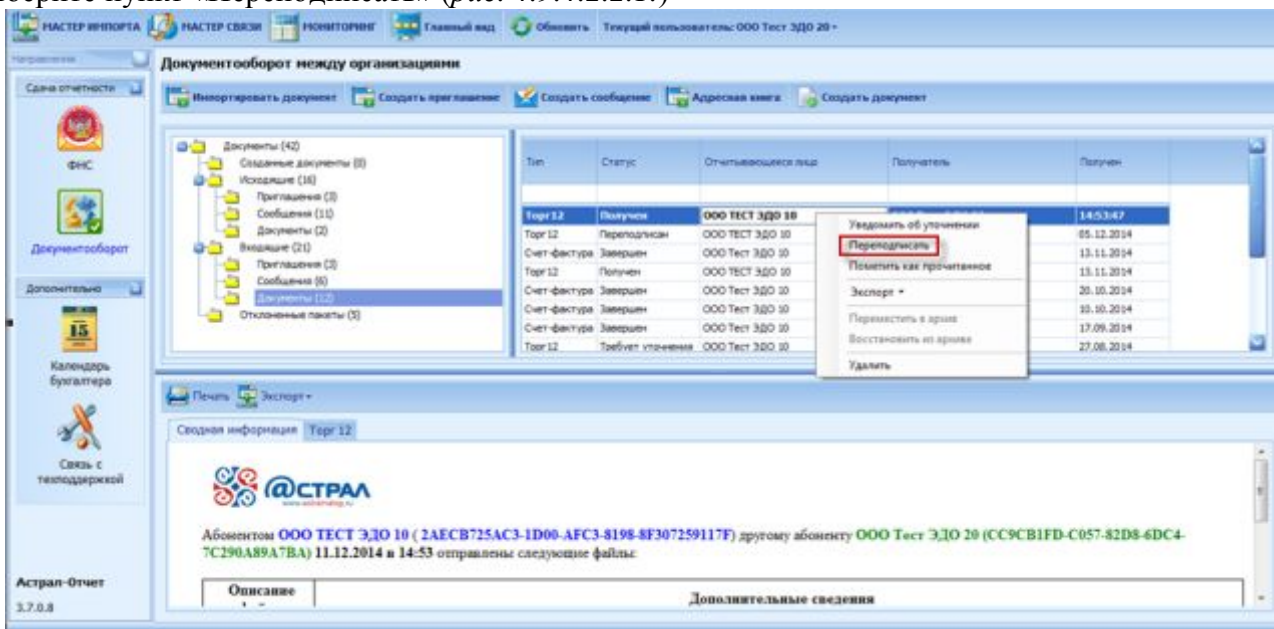 берите пункт «Переподписать» (рис. 4.9.4.2.2.1.)
МАСТЕР ИМПОРТА МАСТЕР СВЯЗИ МОНИТОРИНГ Главный вид Обновить Текущий пользователь: ООО Тест ЭДО 20
Направления
Документооборот между организациями
Сдача отчетности
Импортировать документ Создать приглашение Создать сообщение Адресная книга Создать документ
ФНС
Документооборот
Дополнительно
Календарь
бухгалтера
Связь с
техподдержкой
Документы (42)
Созданные документы (0)
Исходящие (16)
Приглашения (3)
Сообщения (11)
Документы (2)
Входящие (21)
Приглашения (3)
Сообщения (6)
Документы (12)
Отклоненные пакеты (5)
Тип Статус Отчитывающееся лицо Получатель Получен
Торг12 Получен ООО ТЕСТ ЭДО 10 14:53:47
Торг12 Переподписан ООО ТЕСТ ЭДО 10 05.12.2014
Счет-фактура Завершен ООО Тест ЭДО 10 13.11.2014
Торг12 Получен ООО ТЕСТ ЭДО 10 13.11.2014
Счет-фактура Завершен ООО Тест ЭДО 10 20.10.2014
Счет-фактура Завершен ООО Тест ЭДО 10 10.10.2014
Счет-фактура Завершен ООО Тест ЭДО 10 17.09.2014
Торг12 Требует уточнения ООО Тест ЭДО 10 27.08.2014
Уведомить об уточнении
Переподписать
Пометить как прочитанное
Экспорт
Переместить в архив
Восстановить из архива
Удалить
Печать Экспорт
Сводная информация Торг 12
@СТРАЛ
Абонентом ООО ТЕСТ ЭДО 10 ( 2AECB725AC3-1D00-AFC3-8198-8F307259117F) другому абоненту ООО Тест ЭДО 20 (CC9CB1FD-C057-82D8-6DC4-
7C290A89A7BA) 11.12.2014 в 14:53 отправлены следующие файлы:
Описание
Дополнительные сведения
Астрал-Отчет
3.7.0.8